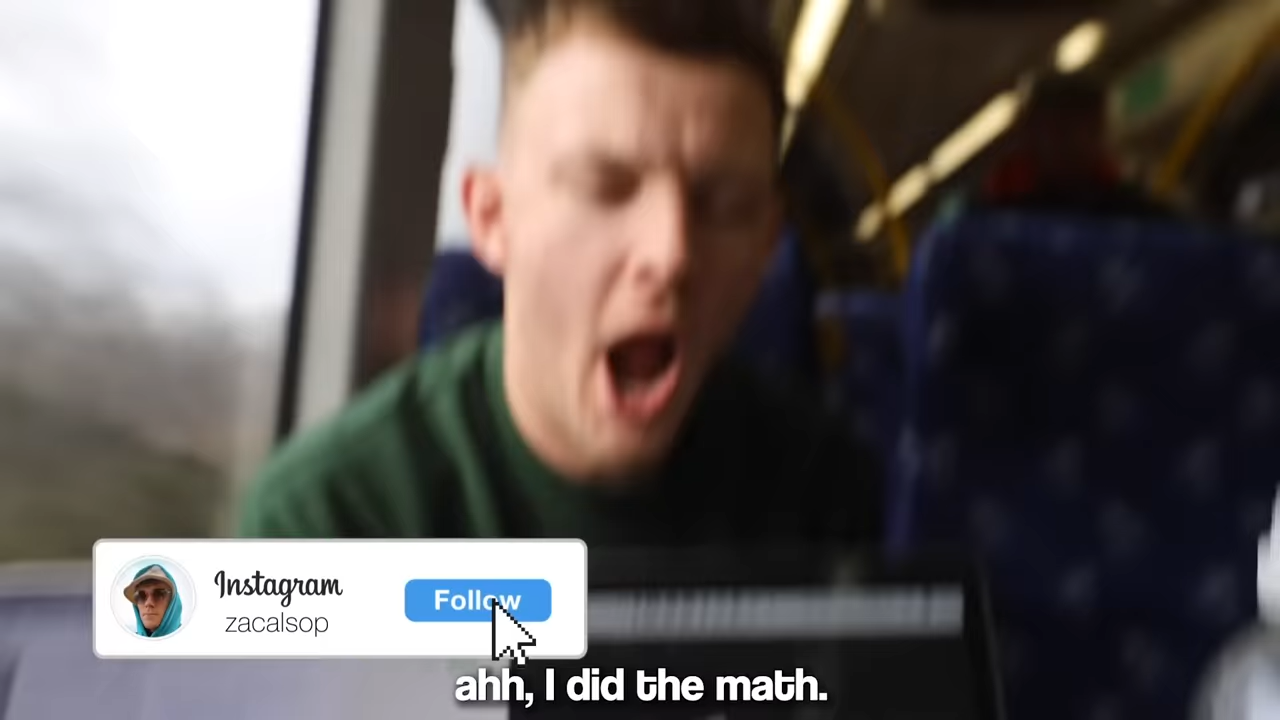 Instagram
zacalsop
Follow
ahh, I did the math.